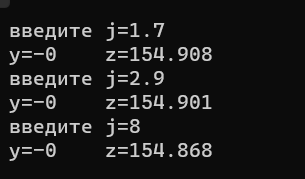 введите j=1.7
y=-0    z=154.908
введите j=2.9
y=-0    z=154.901
введите j=8
y=-0    z=154.868